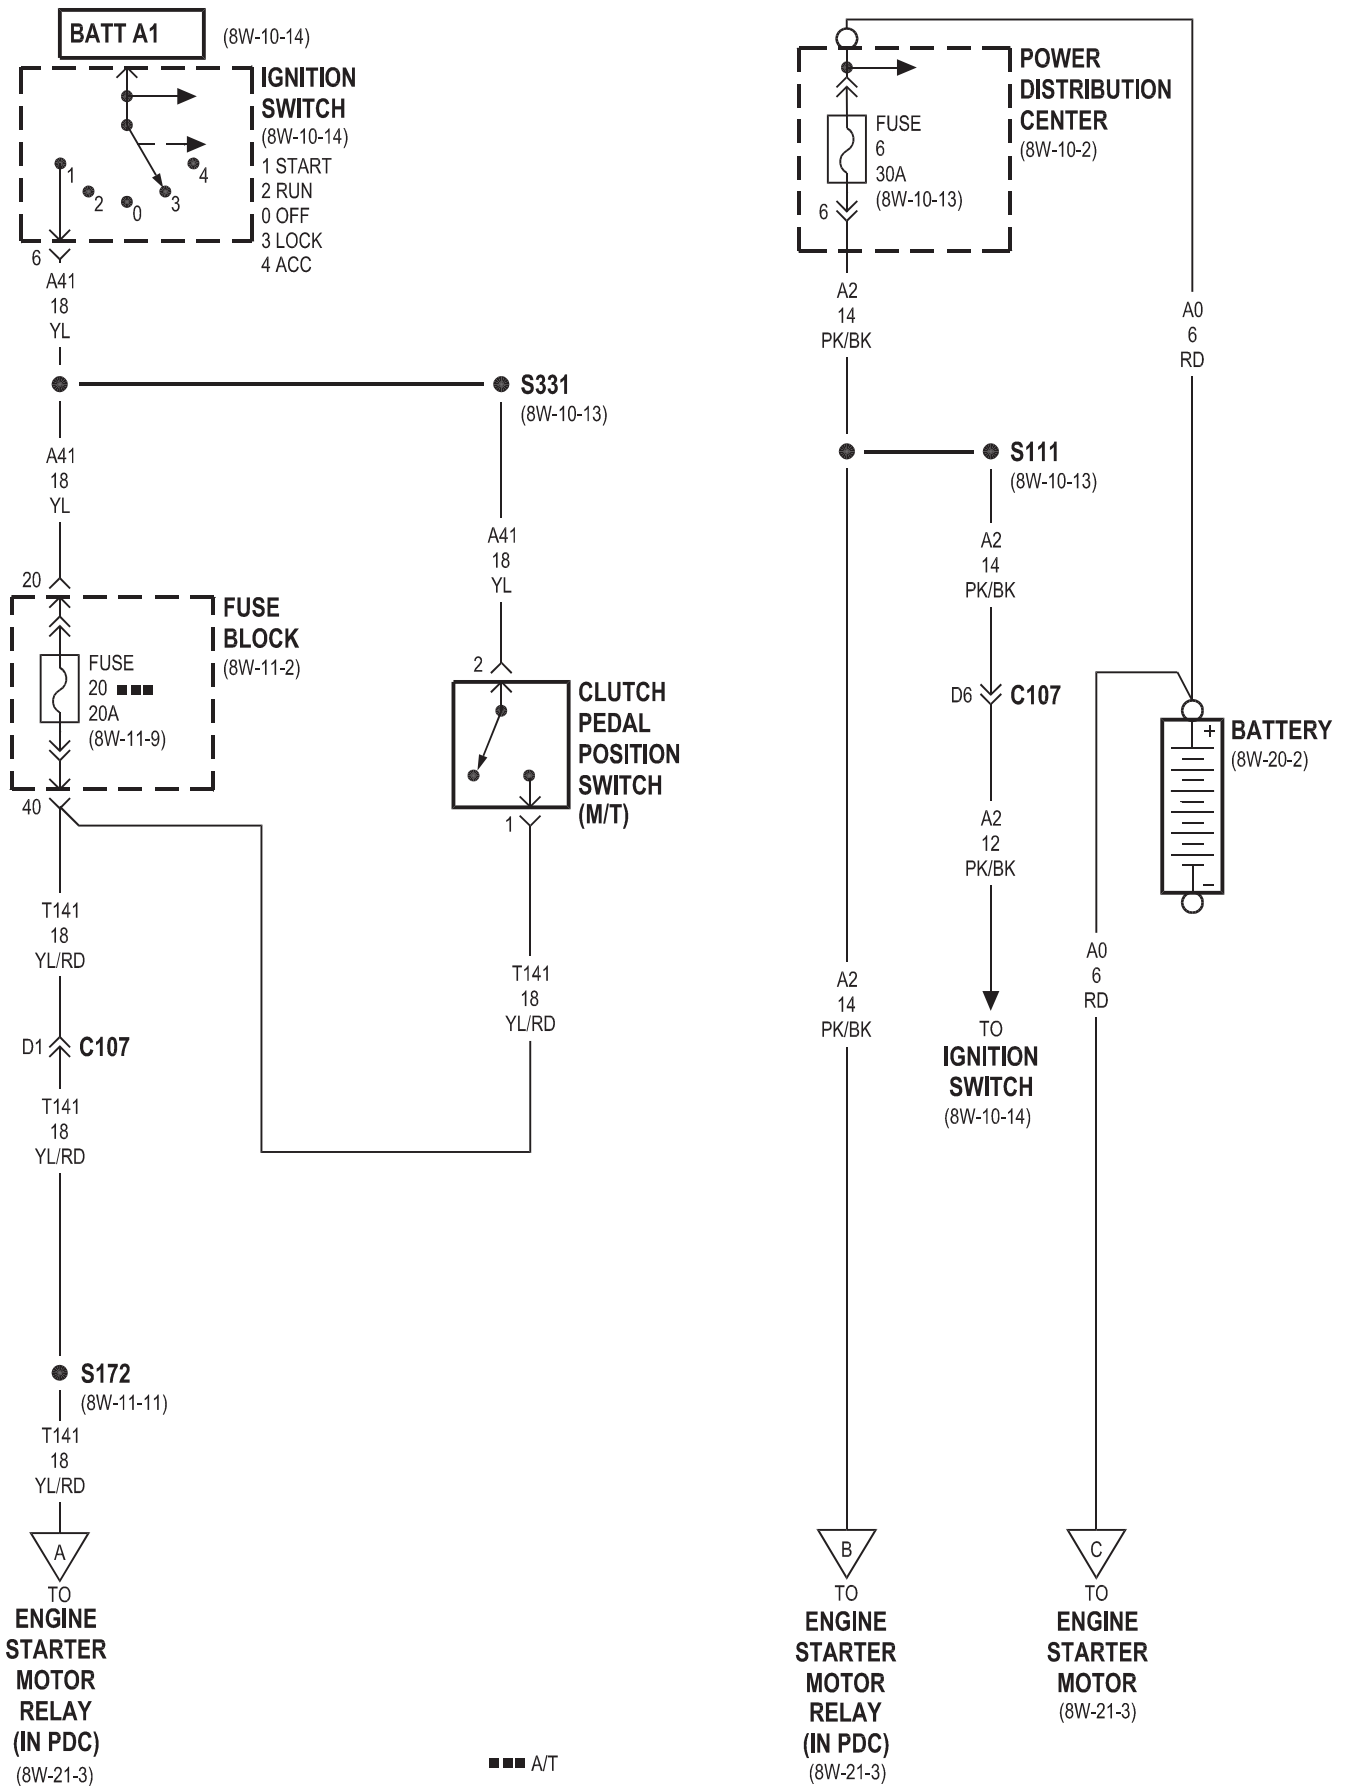 BATT A1
(8W-10-14)
IGNITION
SWITCH
(8W-10-14)
1 START
2 RUN
0 OFF
3 LOCK
4 ACC
1
2
0
3
4
6
A41
18
YL
S331
(8W-10-13)
A41
18
YL
A41
18
YL
20
FUSE
BLOCK
(8W-11-2)
FUSE
20
20A
(8W-11-9)
40
2
CLUTCH
PEDAL
POSITION
SWITCH
(M/T)
1
T141
18
YL/RD
T141
18
YL/RD
D1
C107
T141
18
YL/RD
S172
(8W-11-11)
T141
18
YL/RD
A
TO
ENGINE
STARTER
MOTOR
RELAY
(IN PDC)
(8W-21-3)
A/T
POWER
DISTRIBUTION
CENTER
(8W-10-2)
FUSE
6
30A
(8W-10-13)
6
A2
14
PK/BK
A0
6
RD
S111
(8W-10-13)
A2
14
PK/BK
D6
C107
A2
12
PK/BK
TO
IGNITION
SWITCH
(8W-10-14)
+
BATTERY
(8W-20-2)
–
A2
14
PK/BK
A0
6
RD
B
TO
ENGINE
STARTER
MOTOR
RELAY
(IN PDC)
(8W-21-3)
C
TO
ENGINE
STARTER
MOTOR
(8W-21-3)